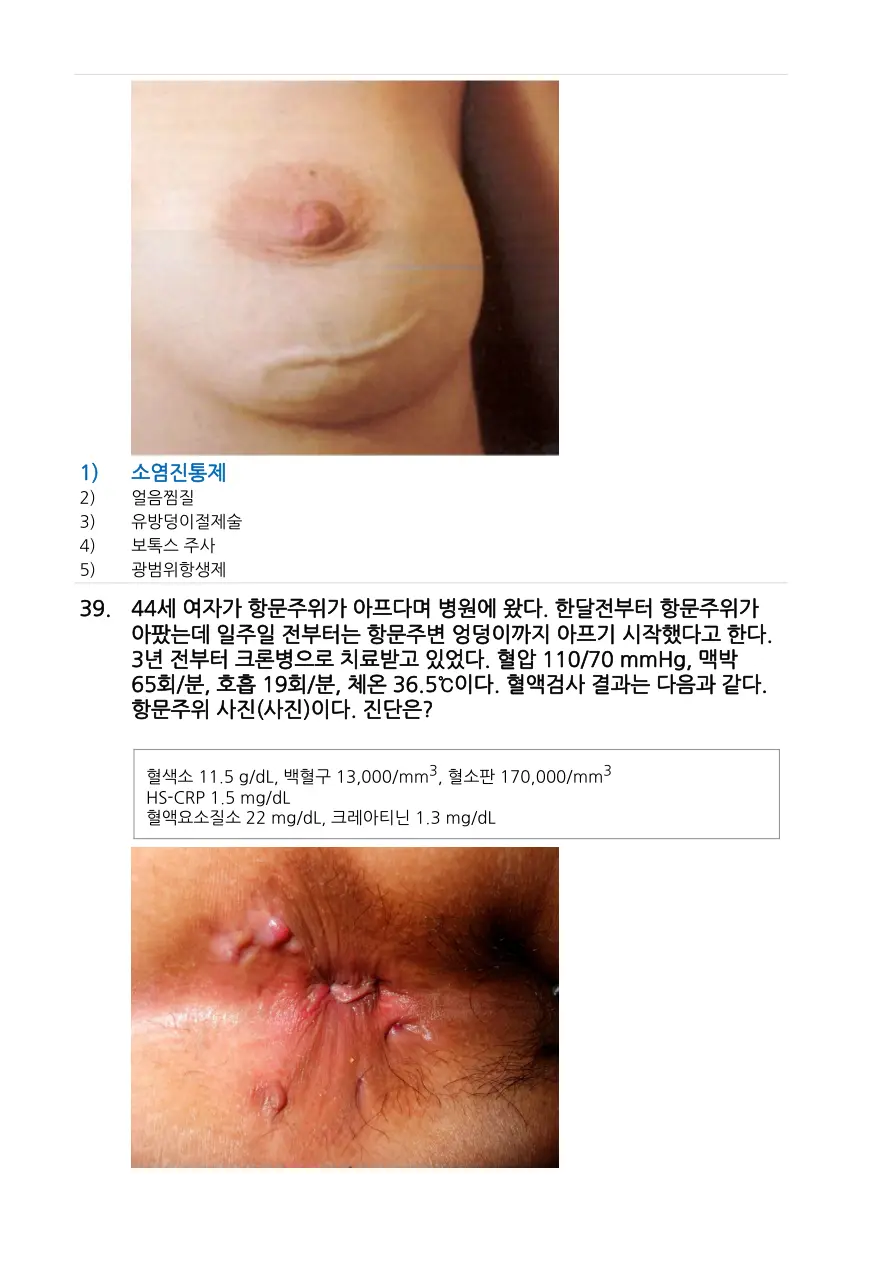 1) 소염진통제
2) 얼음찜질
3) 유방덩이절제술
4) 보톡스 주사
5) 광범위항생제
39. 44세 여자가 항문주위가 아프다며 병원에 왔다. 한달전부터 항문주위가
아팠는데 일주일 전부터는 항문주변 엉덩이까지 아프기 시작했다고 한다.
3년 전부터 크론병으로 치료받고 있었다. 혈압 110/70 mmHg, 맥박
65회/분, 호흡 19회/분, 체온 36.5℃이다. 혈액검사 결과는 다음과 같다.
항문주위 사진(사진)이다. 진단은?
혈색소 11.5 g/dL, 백혈구 13,000/mm³, 혈소판 170,000/mm³
HS-CRP 1.5 mg/dL
혈액요소질소 22 mg/dL, 크레아티닌 1.3 mg/dL